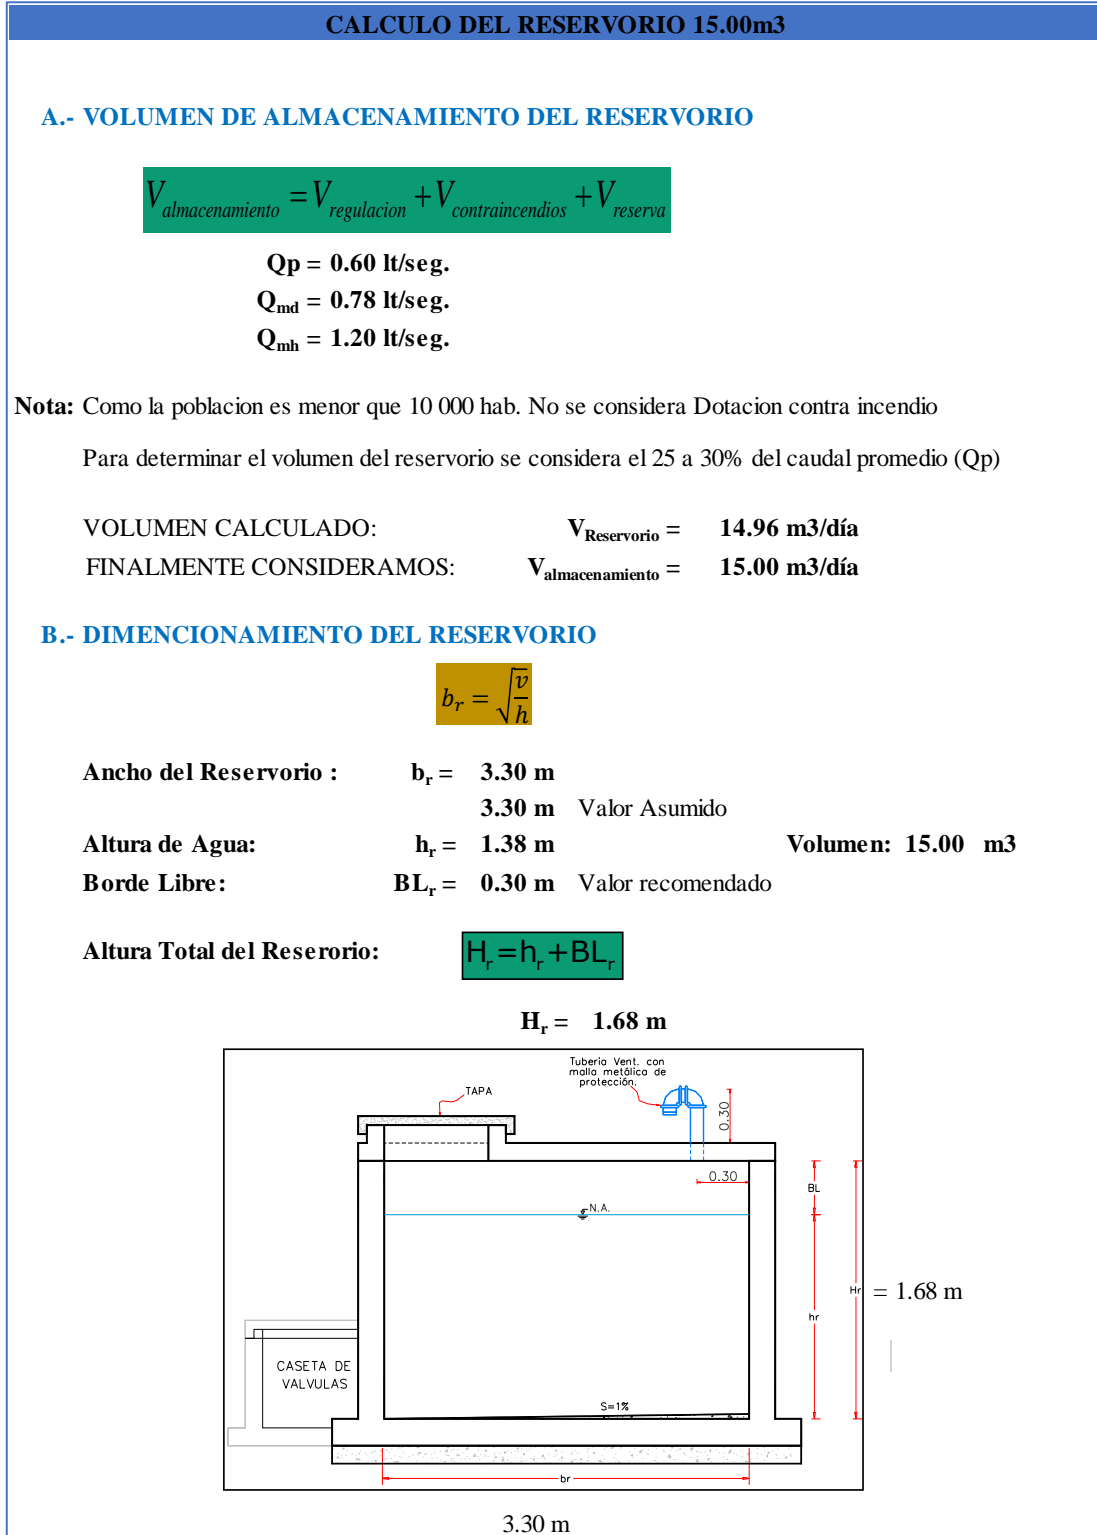 CALCULO DEL RESERVORIO 15.00m3
A.- VOLUMEN DE ALMACENAMIENTO DEL RESERVORIO
V almacenamiento = V regulacion + V contraincendios + V reserva
Qp = 0.60 lt/seg.
Qmd = 0.78 lt/seg.
Qmh = 1.20 lt/seg.
Nota: Como la poblacion es menor que 10 000 hab. No se considera Dotacion contra incendio
Para determinar el volumen del reservorio se considera el 25 a 30% del caudal promedio (Qp)
VOLUMEN CALCULADO: VReservorio = 14.96 m3/día
FINALMENTE CONSIDERAMOS: Valmacenamiento = 15.00 m3/día
B.- DIMENCIONAMIENTO DEL RESERVORIO
br = √(v/h)
Ancho del Reservorio : br = 3.30 m
3.30 m Valor Asumido
Altura de Agua: hr = 1.38 m Volumen: 15.00 m3
Borde Libre: BLr = 0.30 m Valor recomendado
Altura Total del Reserorio: Hr=hr+BLr
Hr = 1.68 m
Tuberia Vent. con
malla metálica de
protección.
TAPA
0.30
0.30
BL
N.A.
Hr = 1.68 m
hr
CASETA DE
VALVULAS
S=1%
br
3.30 m